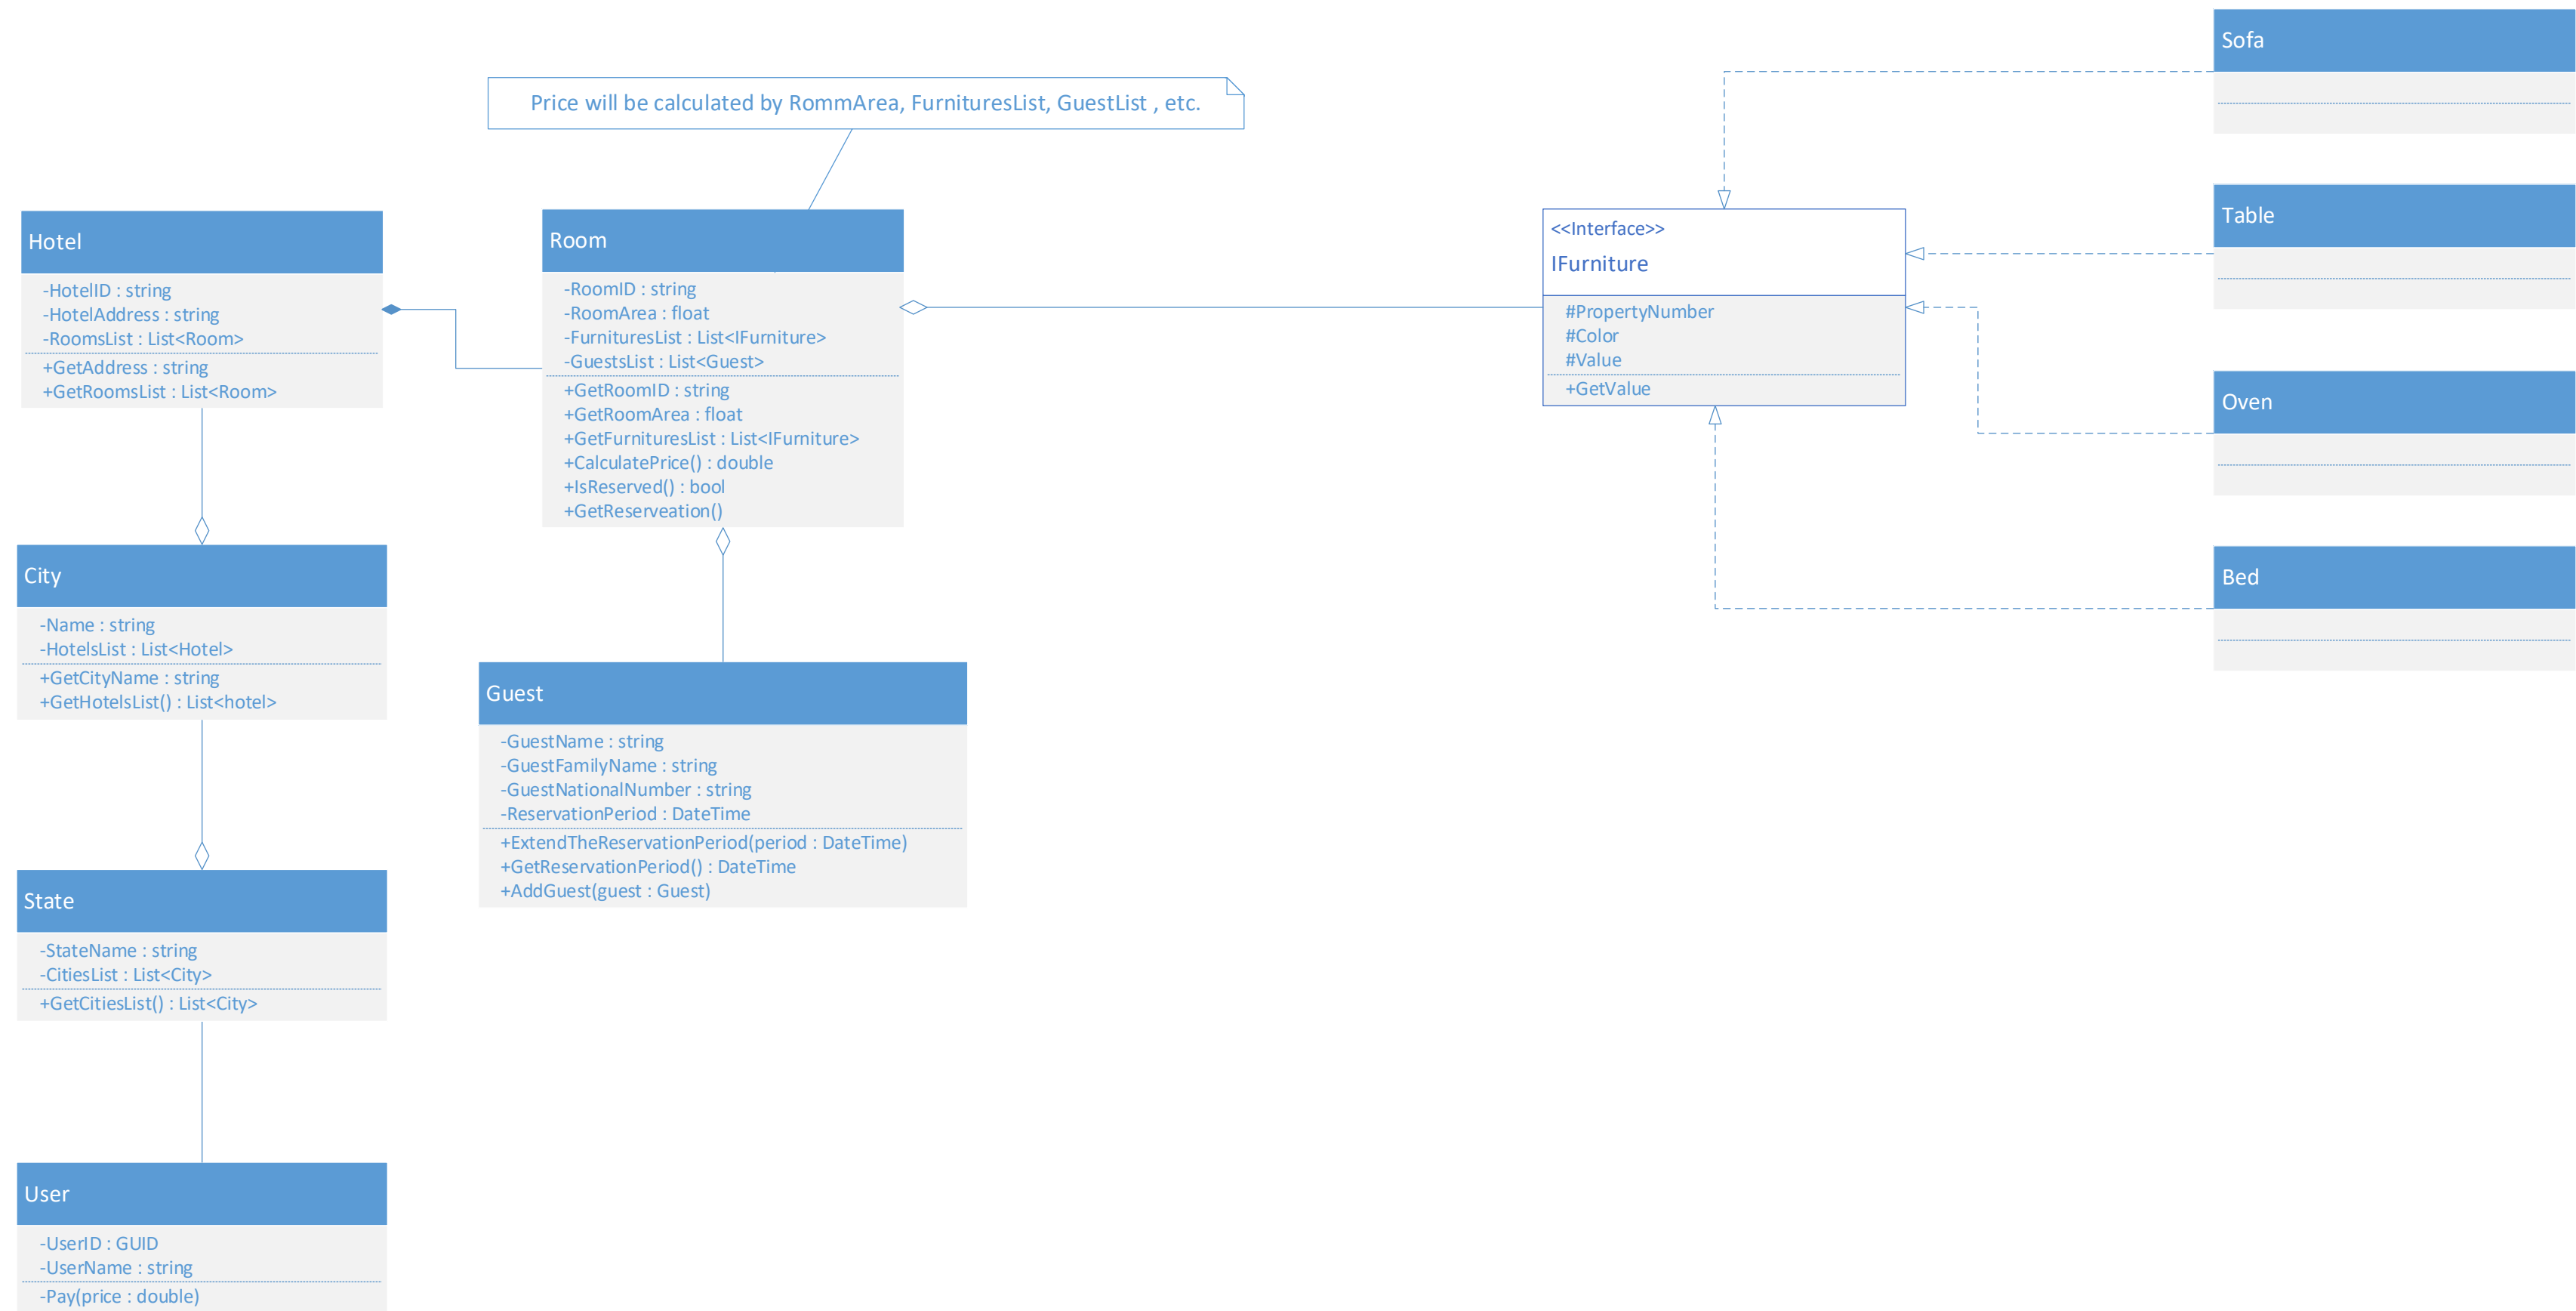 Price will be calculated by RommArea, FurnituresList, GuestList , etc.
Hotel
-HotelID : string
-HotelAddress : string
-RoomsList : List<Room>
+GetAddress : string
+GetRoomsList : List<Room>
Room
-RoomID : string
-RoomArea : float
-FurnituresList : List<IFurniture>
-GuestsList : List<Guest>
+GetRoomID : string
+GetRoomArea : float
+GetFurnituresList : List<IFurniture>
+CalculatePrice() : double
+IsReserved() : bool
+GetReserveation()
<<Interface>>
IFurniture
#PropertyNumber
#Color
#Value
+GetValue
Sofa
Table
Oven
Bed
City
-Name : string
-HotelsList : List<Hotel>
+GetCityName : string
+GetHotelsList() : List<hotel>
Guest
-GuestName : string
-GuestFamilyName : string
-GuestNationalNumber : string
-ReservationPeriod : DateTime
+ExtendTheReservationPeriod(period : DateTime)
+GetReservationPeriod() : DateTime
+AddGuest(guest : Guest)
State
-StateName : string
-CitiesList : List<City>
+GetCitiesList() : List<City>
User
-UserID : GUID
-UserName : string
-Pay(price : double)